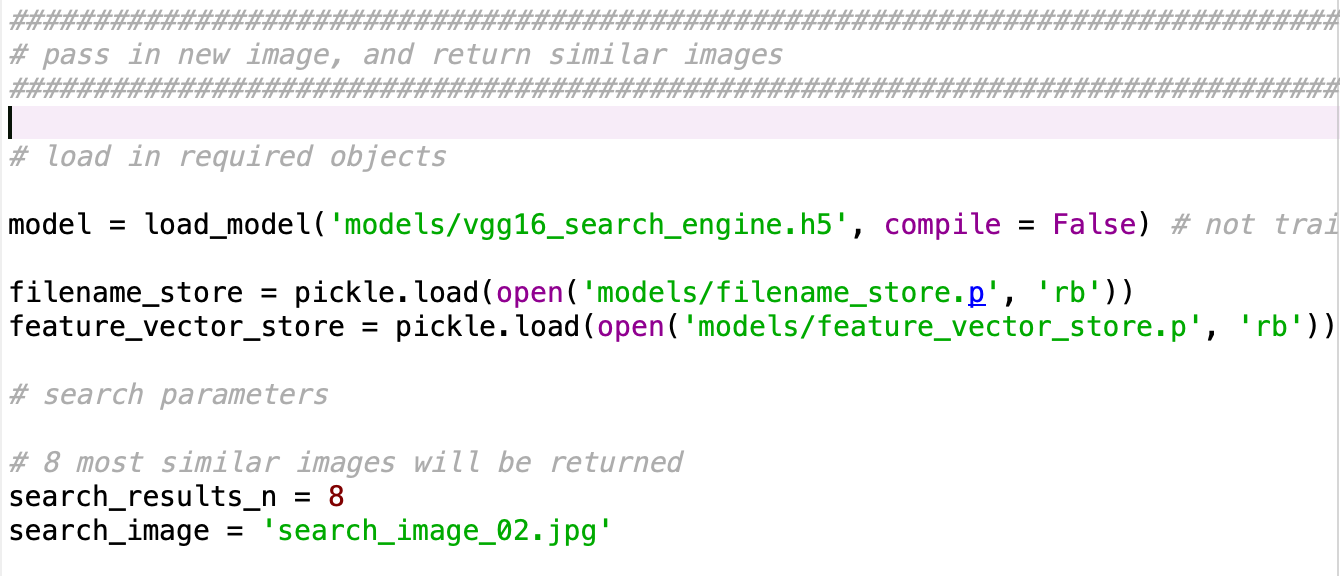 ################################################################################
# pass in new image, and return similar images
################################################################################
# load in required objects
model = load_model('models/vgg16_search_engine.h5', compile = False) # not trai
filename_store = pickle.load(open('models/filename_store.p', 'rb'))
feature_vector_store = pickle.load(open('models/feature_vector_store.p', 'rb'))
# search parameters
# 8 most similar images will be returned
search_results_n = 8
search_image = 'search_image_02.jpg'